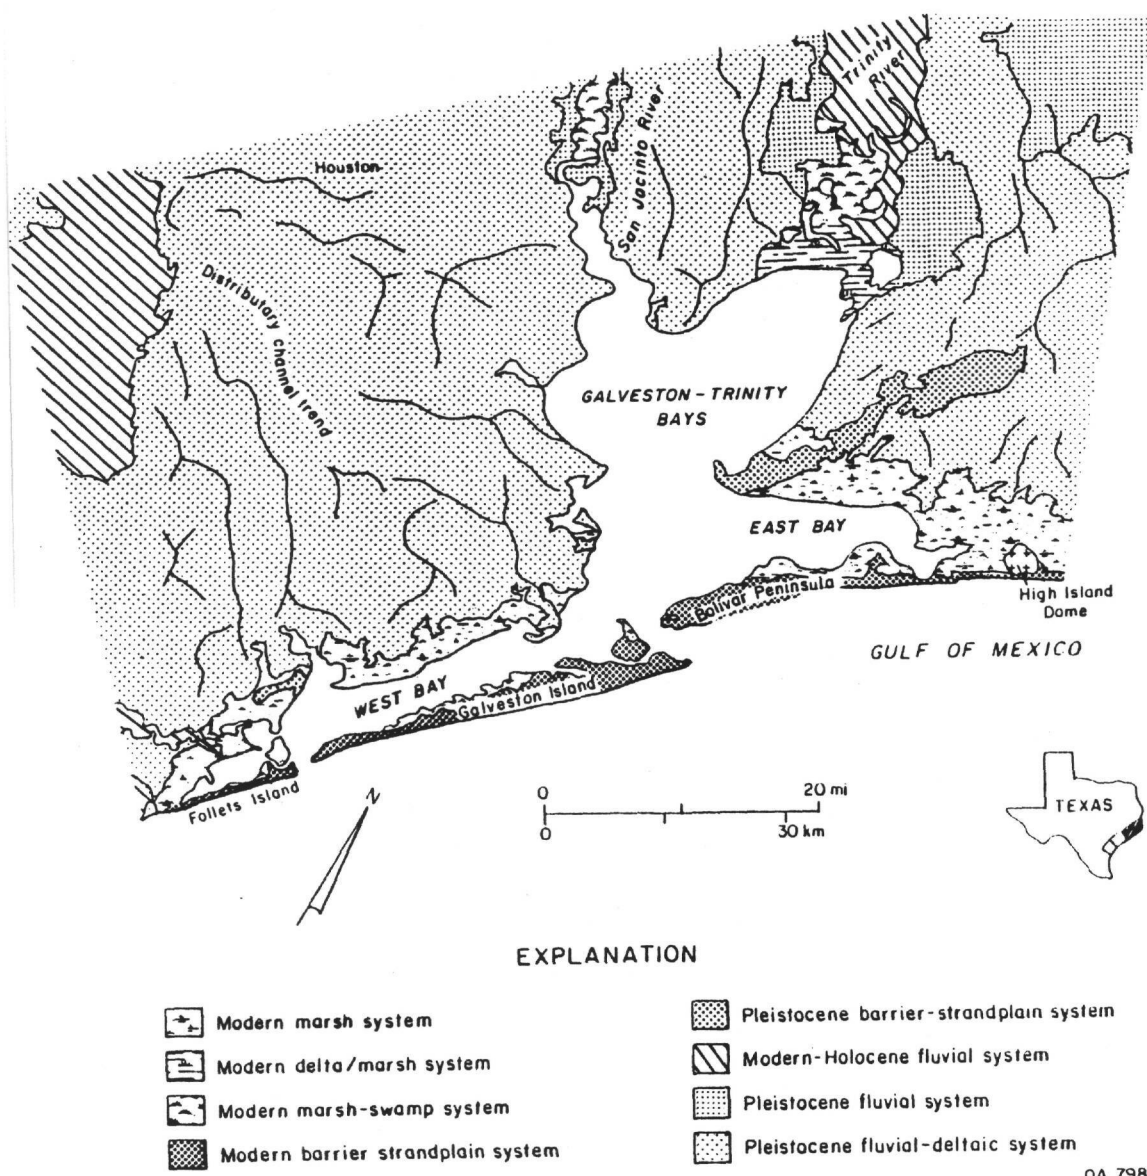 Trinity
River
Houston
San Jacinto River
Distributary channel trend
GALVESTON-TRINITY
BAYS
EAST BAY
Bolivar Peninsula
High Island
Dome
GULF OF MEXICO
WEST BAY
Galveston Island
Follets Island
N
0 20 mi
0 30 km
TEXAS
EXPLANATION
Modern marsh system
Modern delta/marsh system
Modern marsh-swamp system
Modern barrier strandplain system
Pleistocene barrier-strandplain system
Modern-Holocene fluvial system
Pleistocene fluvial system
Pleistocene fluvial-deltaic system